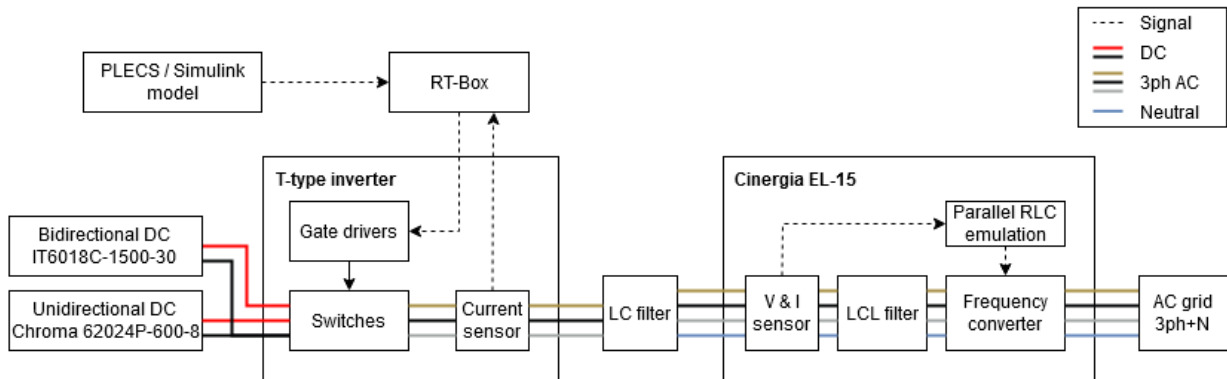 Signal
DC
3ph AC
Neutral
PLECS / Simulink
model
RT-Box
T-type inverter
Gate drivers
Bidirectional DC
IT6018C-1500-30
Unidirectional DC
Chroma 62024P-600-8
Switches
Current
sensor
LC filter
Cinergia EL-15
Parallel RLC
emulation
V & I
sensor
LCL filter
Frequency
converter
AC grid
3ph+N